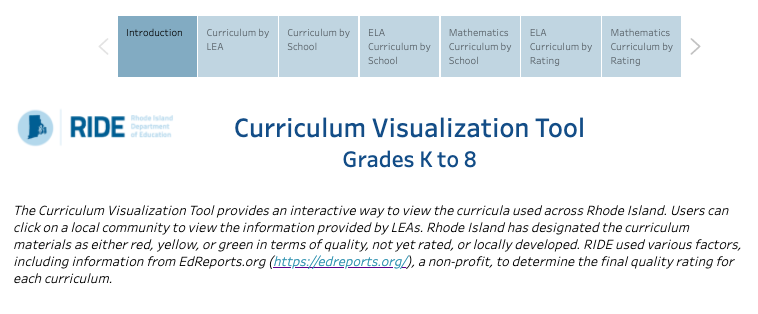 Introduction
Curriculum by
LEA
Curriculum by
School
ELA
Curriculum by
School
Mathematics
Curriculum by
School
ELA
Curriculum by
Rating
Mathematics
Curriculum by
Rating
RIDE
Rhode Island
Department
of Education
Curriculum Visualization Tool
Grades K to 8
The Curriculum Visualization Tool provides an interactive way to view the curricula used across Rhode Island. Users can
click on a local community to view the information provided by LEAs. Rhode Island has designated the curriculum
materials as either red, yellow, or green in terms of quality, not yet rated, or locally developed. RIDE used various factors,
including information from EdReports.org (https://edreports.org/), a non-profit, to determine the final quality rating for
each curriculum.